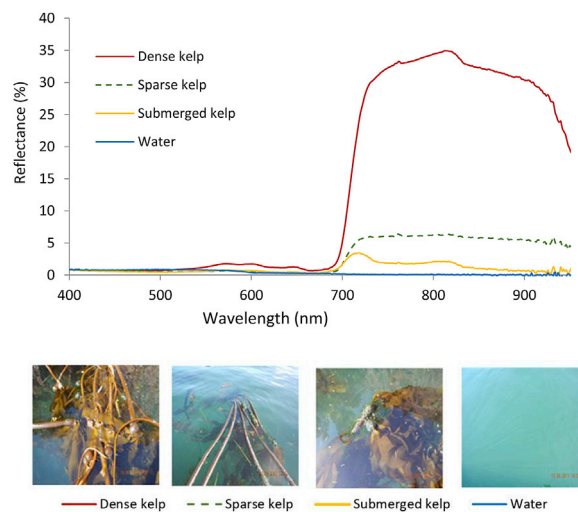 40
35
30
25
20
15
10
5
0
Reflectance (%)
Dense kelp
Sparse kelp
Submerged kelp
Water
400 500 600 700 800 900
Wavelength (nm)
Dense kelp Sparse kelp Submerged kelp Water